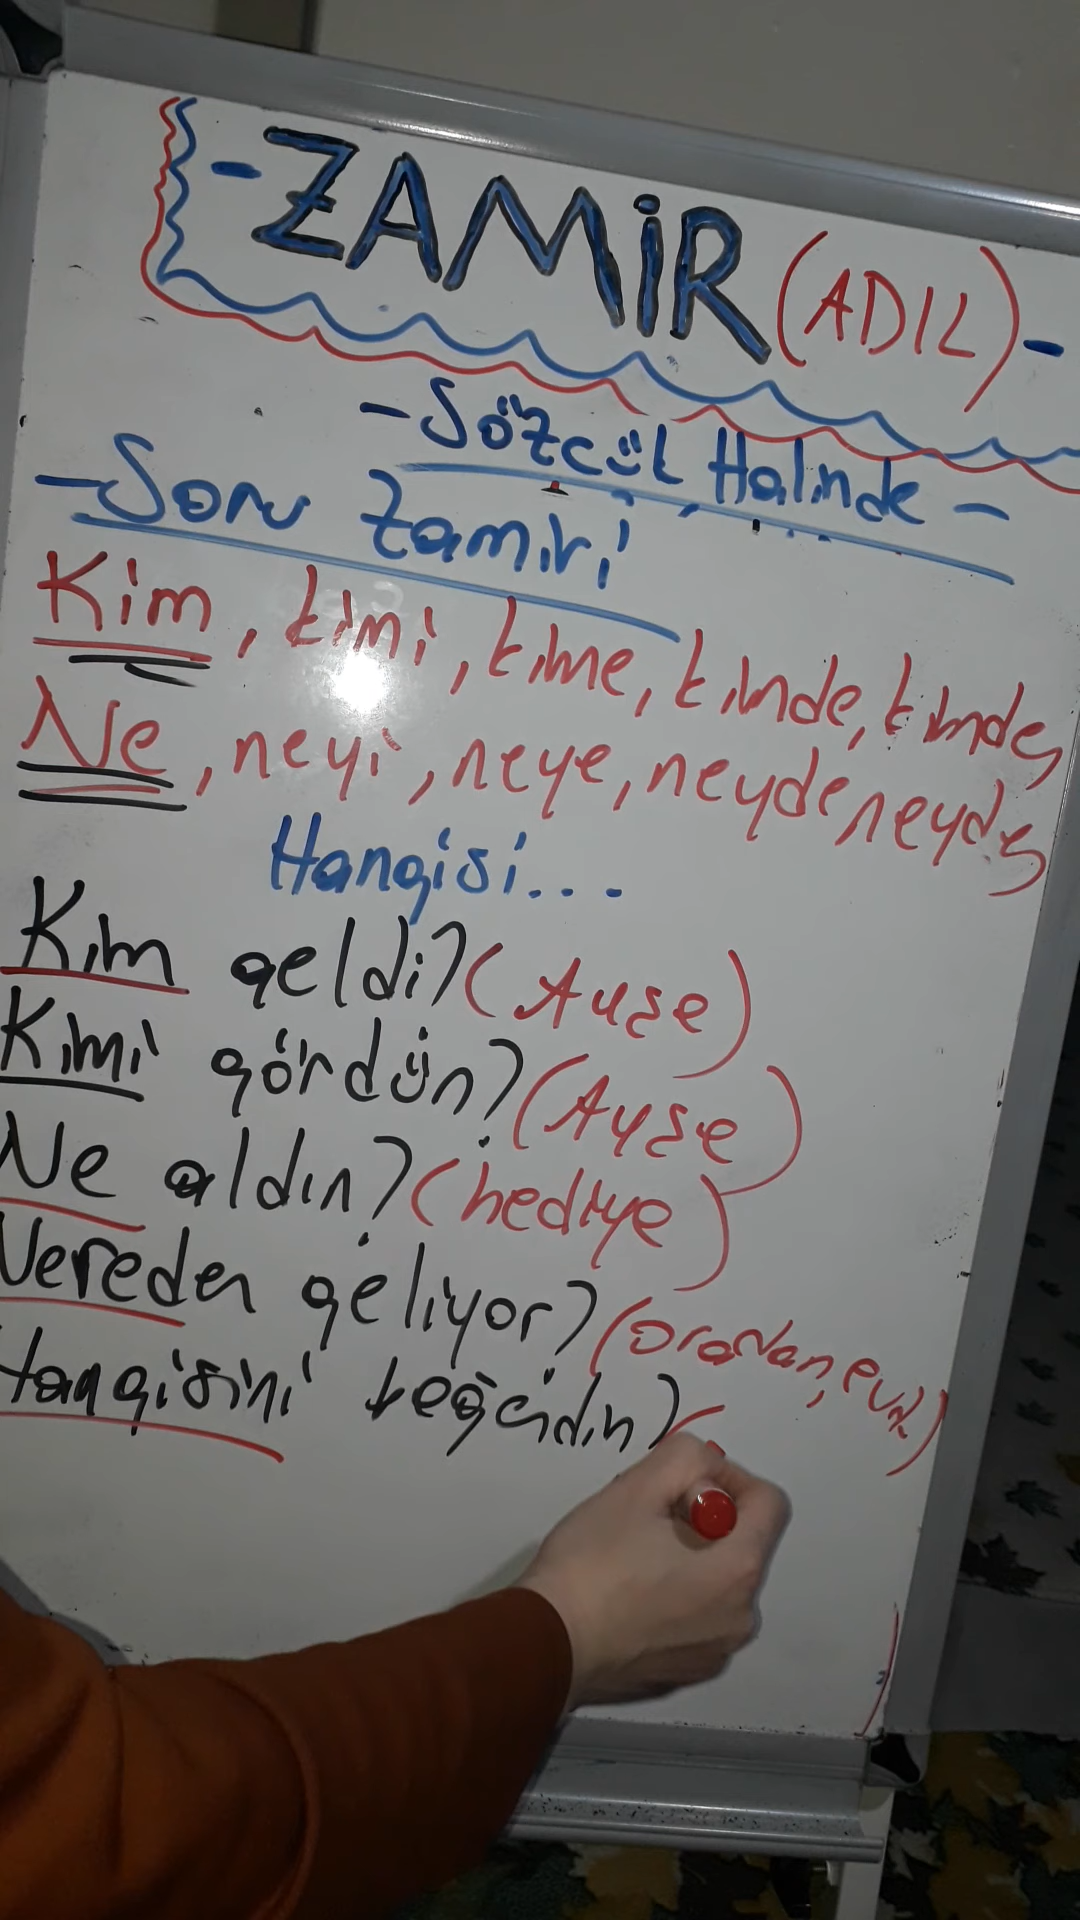 -ZAMİR (ADIL)-
-Sözcük Halinde-
-Soru Zamiri
Kim, kimi, kime, kimde, kimden
Ne, neyi, neye, neyde, neyden
Hangisi...
Kim geldi? (Ayşe)
Kimi gördün? (Ayşe)
Ne aldın? (hediye)
Nereden geliyor? (oradan, evden)
Hangisini beğendin? (